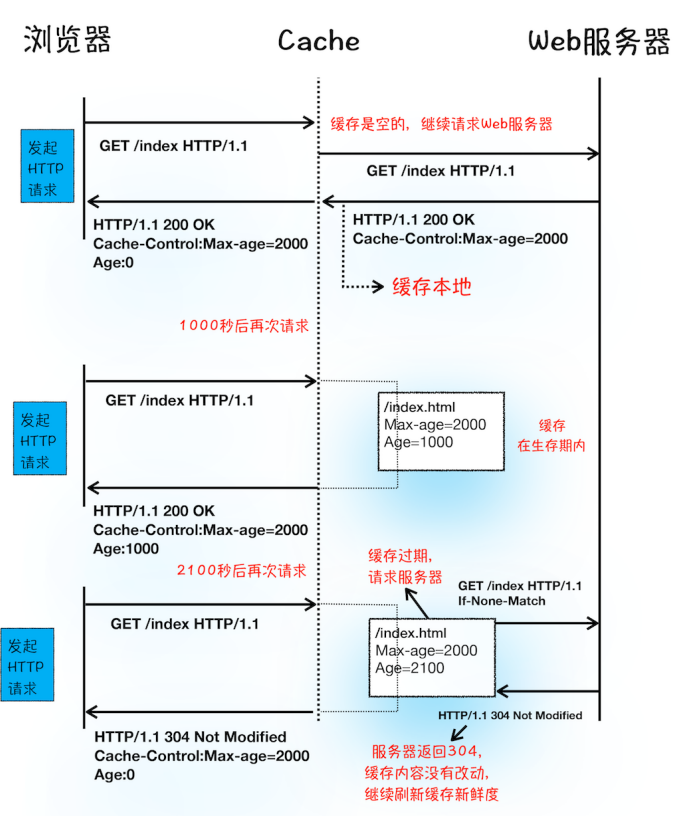 浏览器
Cache
Web服务器
缓存是空的，继续请求Web服务器
发起
HTTP
请求
GET /index HTTP/1.1
GET /index HTTP/1.1
HTTP/1.1 200 OK
Cache-Control:Max-age=2000
Age:0
HTTP/1.1 200 OK
Cache-Control:Max-age=2000
缓存本地
1000秒后再次请求
发起
HTTP
请求
GET /index HTTP/1.1
/index.html
Max-age=2000
Age=1000
缓存
在生存期内
HTTP/1.1 200 OK
Cache-Control:Max-age=2000
Age:1000
2100秒后再次请求
缓存过期，
请求服务器
GET /index HTTP/1.1
If-None-Match
发起
HTTP
请求
GET /index HTTP/1.1
/index.html
Max-age=2000
Age=2100
HTTP/1.1 304 Not Modified
HTTP/1.1 304 Not Modified
Cache-Control:Max-age=2000
Age:0
服务器返回304，
缓存内容没有改动，
继续刷新缓存新鲜度